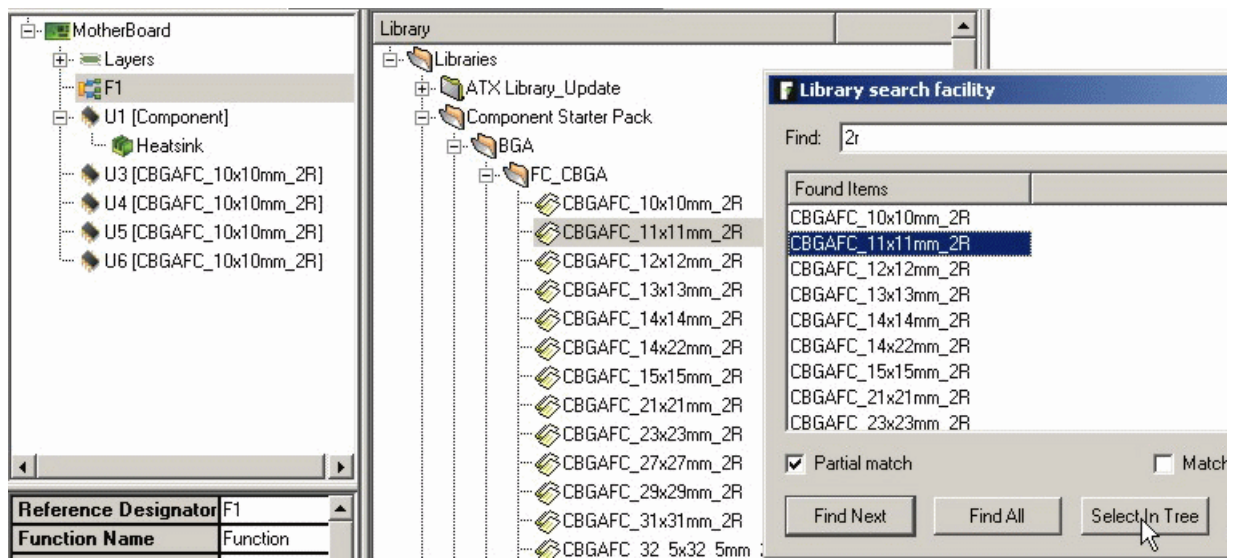 MotherBoard
Layers
F1
U1 [Component]
Heatsink
U3 [CBGAFC_10x10mm_2R]
U4 [CBGAFC_10x10mm_2R]
U5 [CBGAFC_10x10mm_2R]
U6 [CBGAFC_10x10mm_2R]
Reference Designator F1
Function Name Function
Library
Libraries
ATX Library_Update
Component Starter Pack
BGA
FC_CBGA
CBGAFC_10x10mm_2R
CBGAFC_11x11mm_2R
CBGAFC_12x12mm_2R
CBGAFC_13x13mm_2R
CBGAFC_14x14mm_2R
CBGAFC_14x22mm_2R
CBGAFC_15x15mm_2R
CBGAFC_21x21mm_2R
CBGAFC_23x23mm_2R
CBGAFC_27x27mm_2R
CBGAFC_29x29mm_2R
CBGAFC_31x31mm_2R
CBGAFC_32_5x32_5mm_
Library search facility
Find: 2r
Found Items
CBGAFC_10x10mm_2R
CBGAFC_11x11mm_2R
CBGAFC_12x12mm_2R
CBGAFC_13x13mm_2R
CBGAFC_14x14mm_2R
CBGAFC_14x22mm_2R
CBGAFC_15x15mm_2R
CBGAFC_21x21mm_2R
CBGAFC_23x23mm_2R
Partial match
Match
Find Next
Find All
Select In Tree